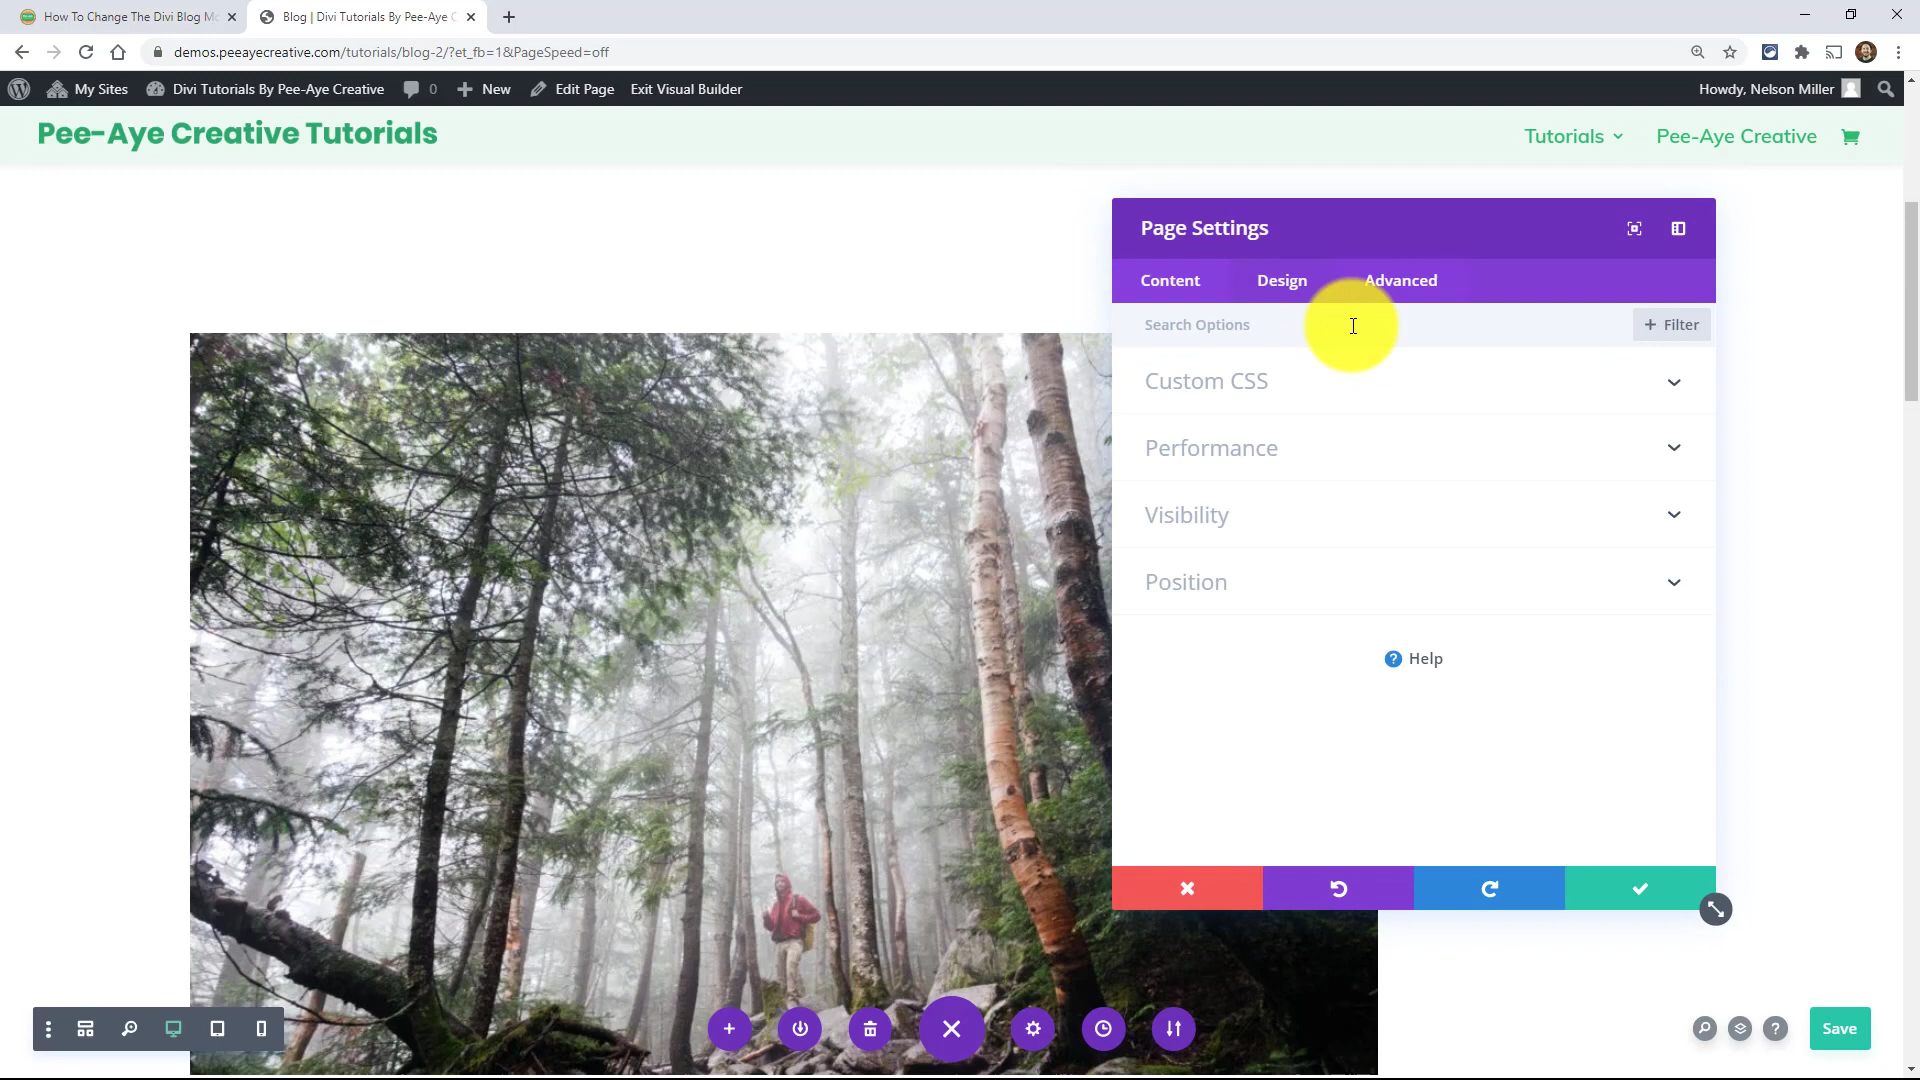 How To Change The Divi Blog Mo
Blog | Divi Tutorials By Pee-Aye C
demos.peeayecreative.com/tutorials/blog-2/?et_fb=1&PageSpeed=off
My Sites
Divi Tutorials By Pee-Aye Creative
0
New
Edit Page
Exit Visual Builder
Howdy, Nelson Miller
Pee-Aye Creative Tutorials
Tutorials
Pee-Aye Creative
Page Settings
Content
Design
Advanced
Search Options
+ Filter
Custom CSS
Performance
Visibility
Position
? Help
?
Save